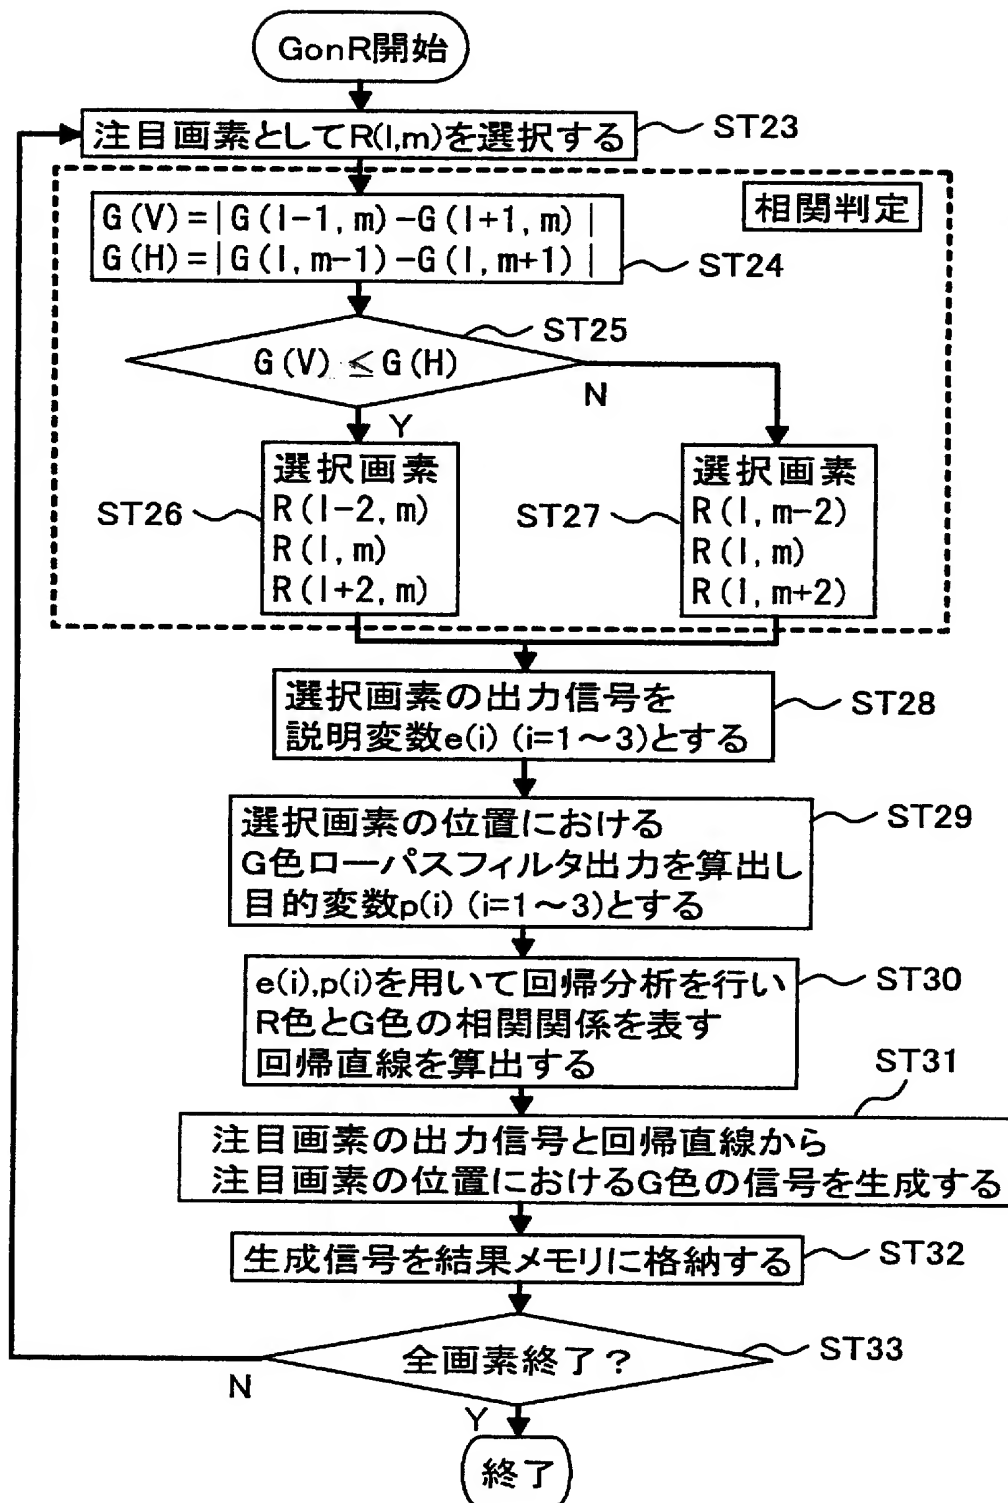 GonR開始
注目画素としてR(l,m)を選択する
ST23
相関判定
G(V)=|G(l-1,m)-G(l+1,m)|
G(H)=|G(l,m-1)-G(l,m+1)|
ST24
ST25
G(V)≦G(H)
N
Y
選択画素
R(l-2,m)
R(l,m)
R(l+2,m)
ST26
選択画素
R(l,m-2)
R(l,m)
R(l,m+2)
ST27
選択画素の出力信号を
説明変数e(i) (i=1～3)とする
ST28
選択画素の位置における
G色ローパスフィルタ出力を算出し
目的変数p(i) (i=1～3)とする
ST29
e(i),p(i)を用いて回帰分析を行い
R色とG色の相関関係を表す
回帰直線を算出する
ST30
ST31
注目画素の出力信号と回帰直線から
注目画素の位置におけるG色の信号を生成する
生成信号を結果メモリに格納する
ST32
全画素終了？
ST33
N
Y
終了